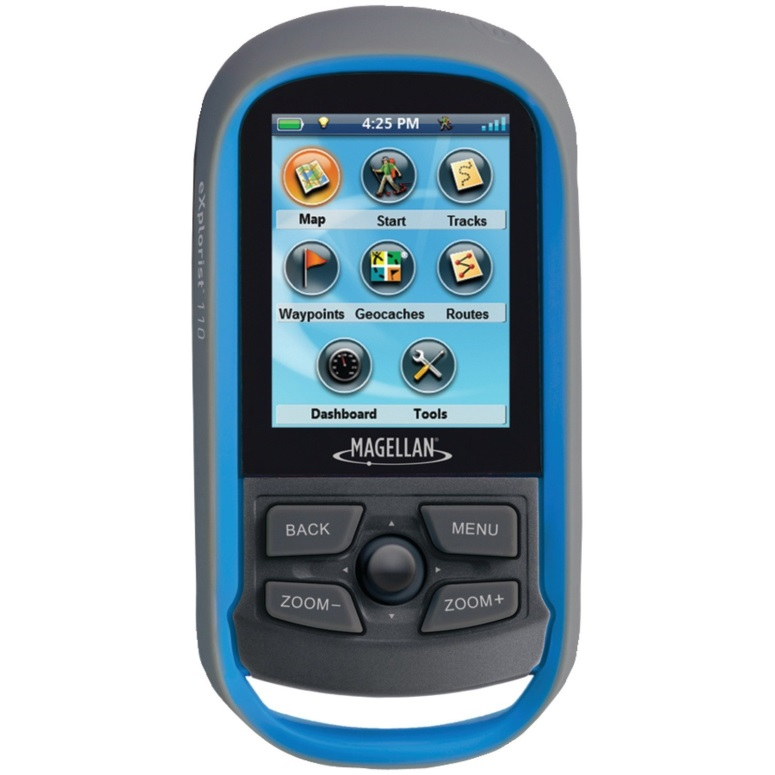 4:25 PM
Map Start Tracks
Waypoints Geocaches Routes
Dashboard Tools
MAGELLAN®
BACK MENU
ZOOM– ZOOM+
eXplorist 110